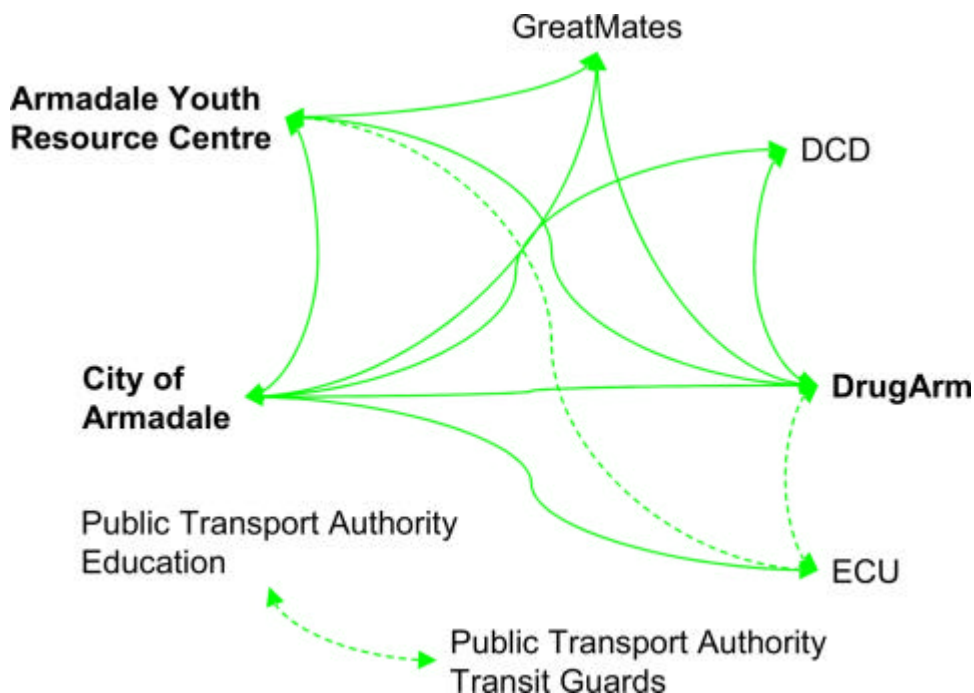 GreatMates
Armadale Youth
Resource Centre
DCD
City of
Armadale
DrugArm
Public Transport Authority
Education
ECU
Public Transport Authority
Transit Guards